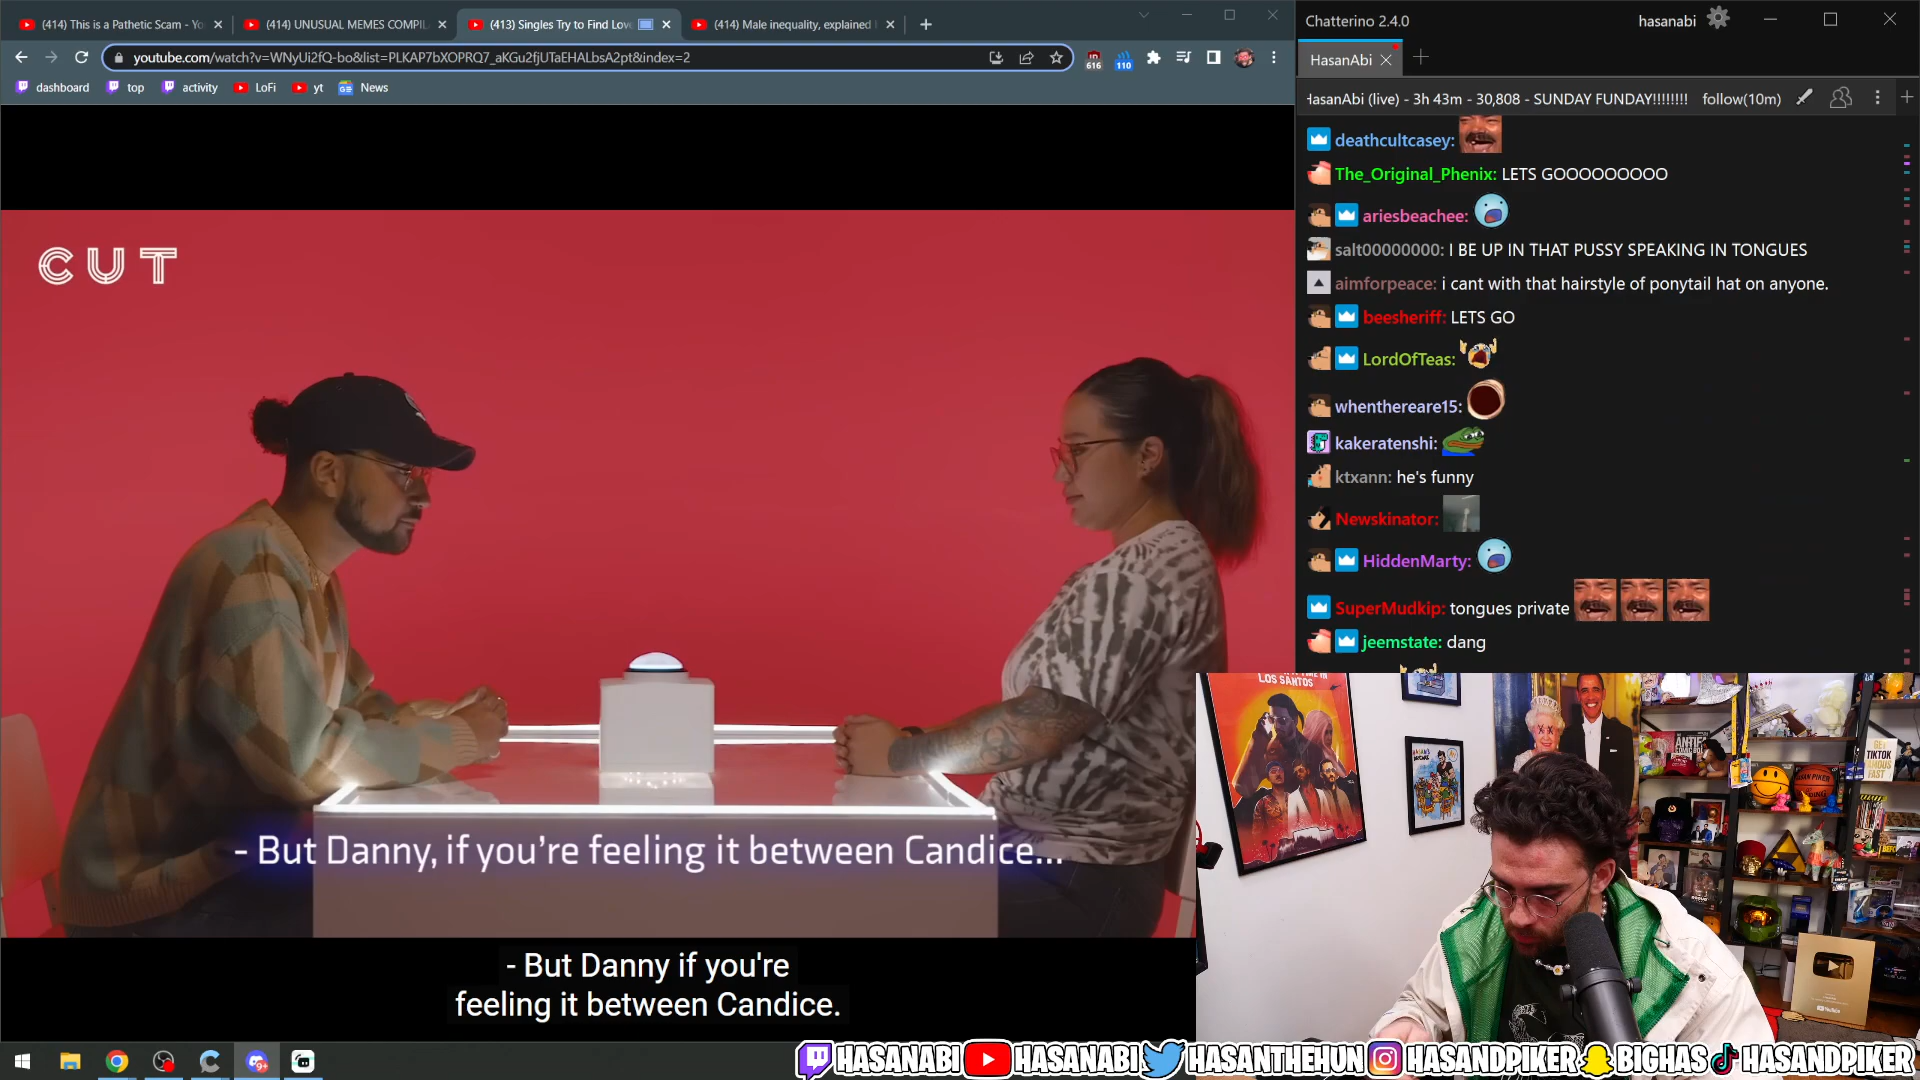 (414) This is a Pathetic Scam - Yo
(414) UNUSUAL MEMES COMPIL
(413) Singles Try to Find Lov
(414) Male inequality, explained
youtube.com/watch?v=WNyUi2fQ-bo&list=PLKAP7bXOPRQ7_aKGu2fjUTaEHALbsA2pt&index=2
616
110
dashboard
top
activity
LoFi
yt
News
CUT
- But Danny, if you're feeling it between Candice...
- But Danny if you're
feeling it between Candice.
Chatterino 2.4.0
hasanabi
HasanAbi
HasanAbi (live) - 3h 43m - 30,808 - SUNDAY FUNDAY!!!!!!!! follow(10m)
deathcultcasey:
The_Original_Phenix: LETS GOOOOOOOOO
ariesbeachee:
salt00000000: I BE UP IN THAT PUSSY SPEAKING IN TONGUES
aimforpeace: i cant with that hairstyle of ponytail hat on anyone.
beesheriff: LETS GO
LordOfTeas:
whenthereare15:
kakeratenshi:
ktxann: he's funny
Newskinator:
HiddenMarty:
SuperMudkip: tongues private
jeemstate: dang
LOS SANTOS
GET
TIKTOK
FAMOUS
FAST
HASANABI HASANABI HASANTHEHUN HASANDPIKER BIGHAS HASANDPIKER